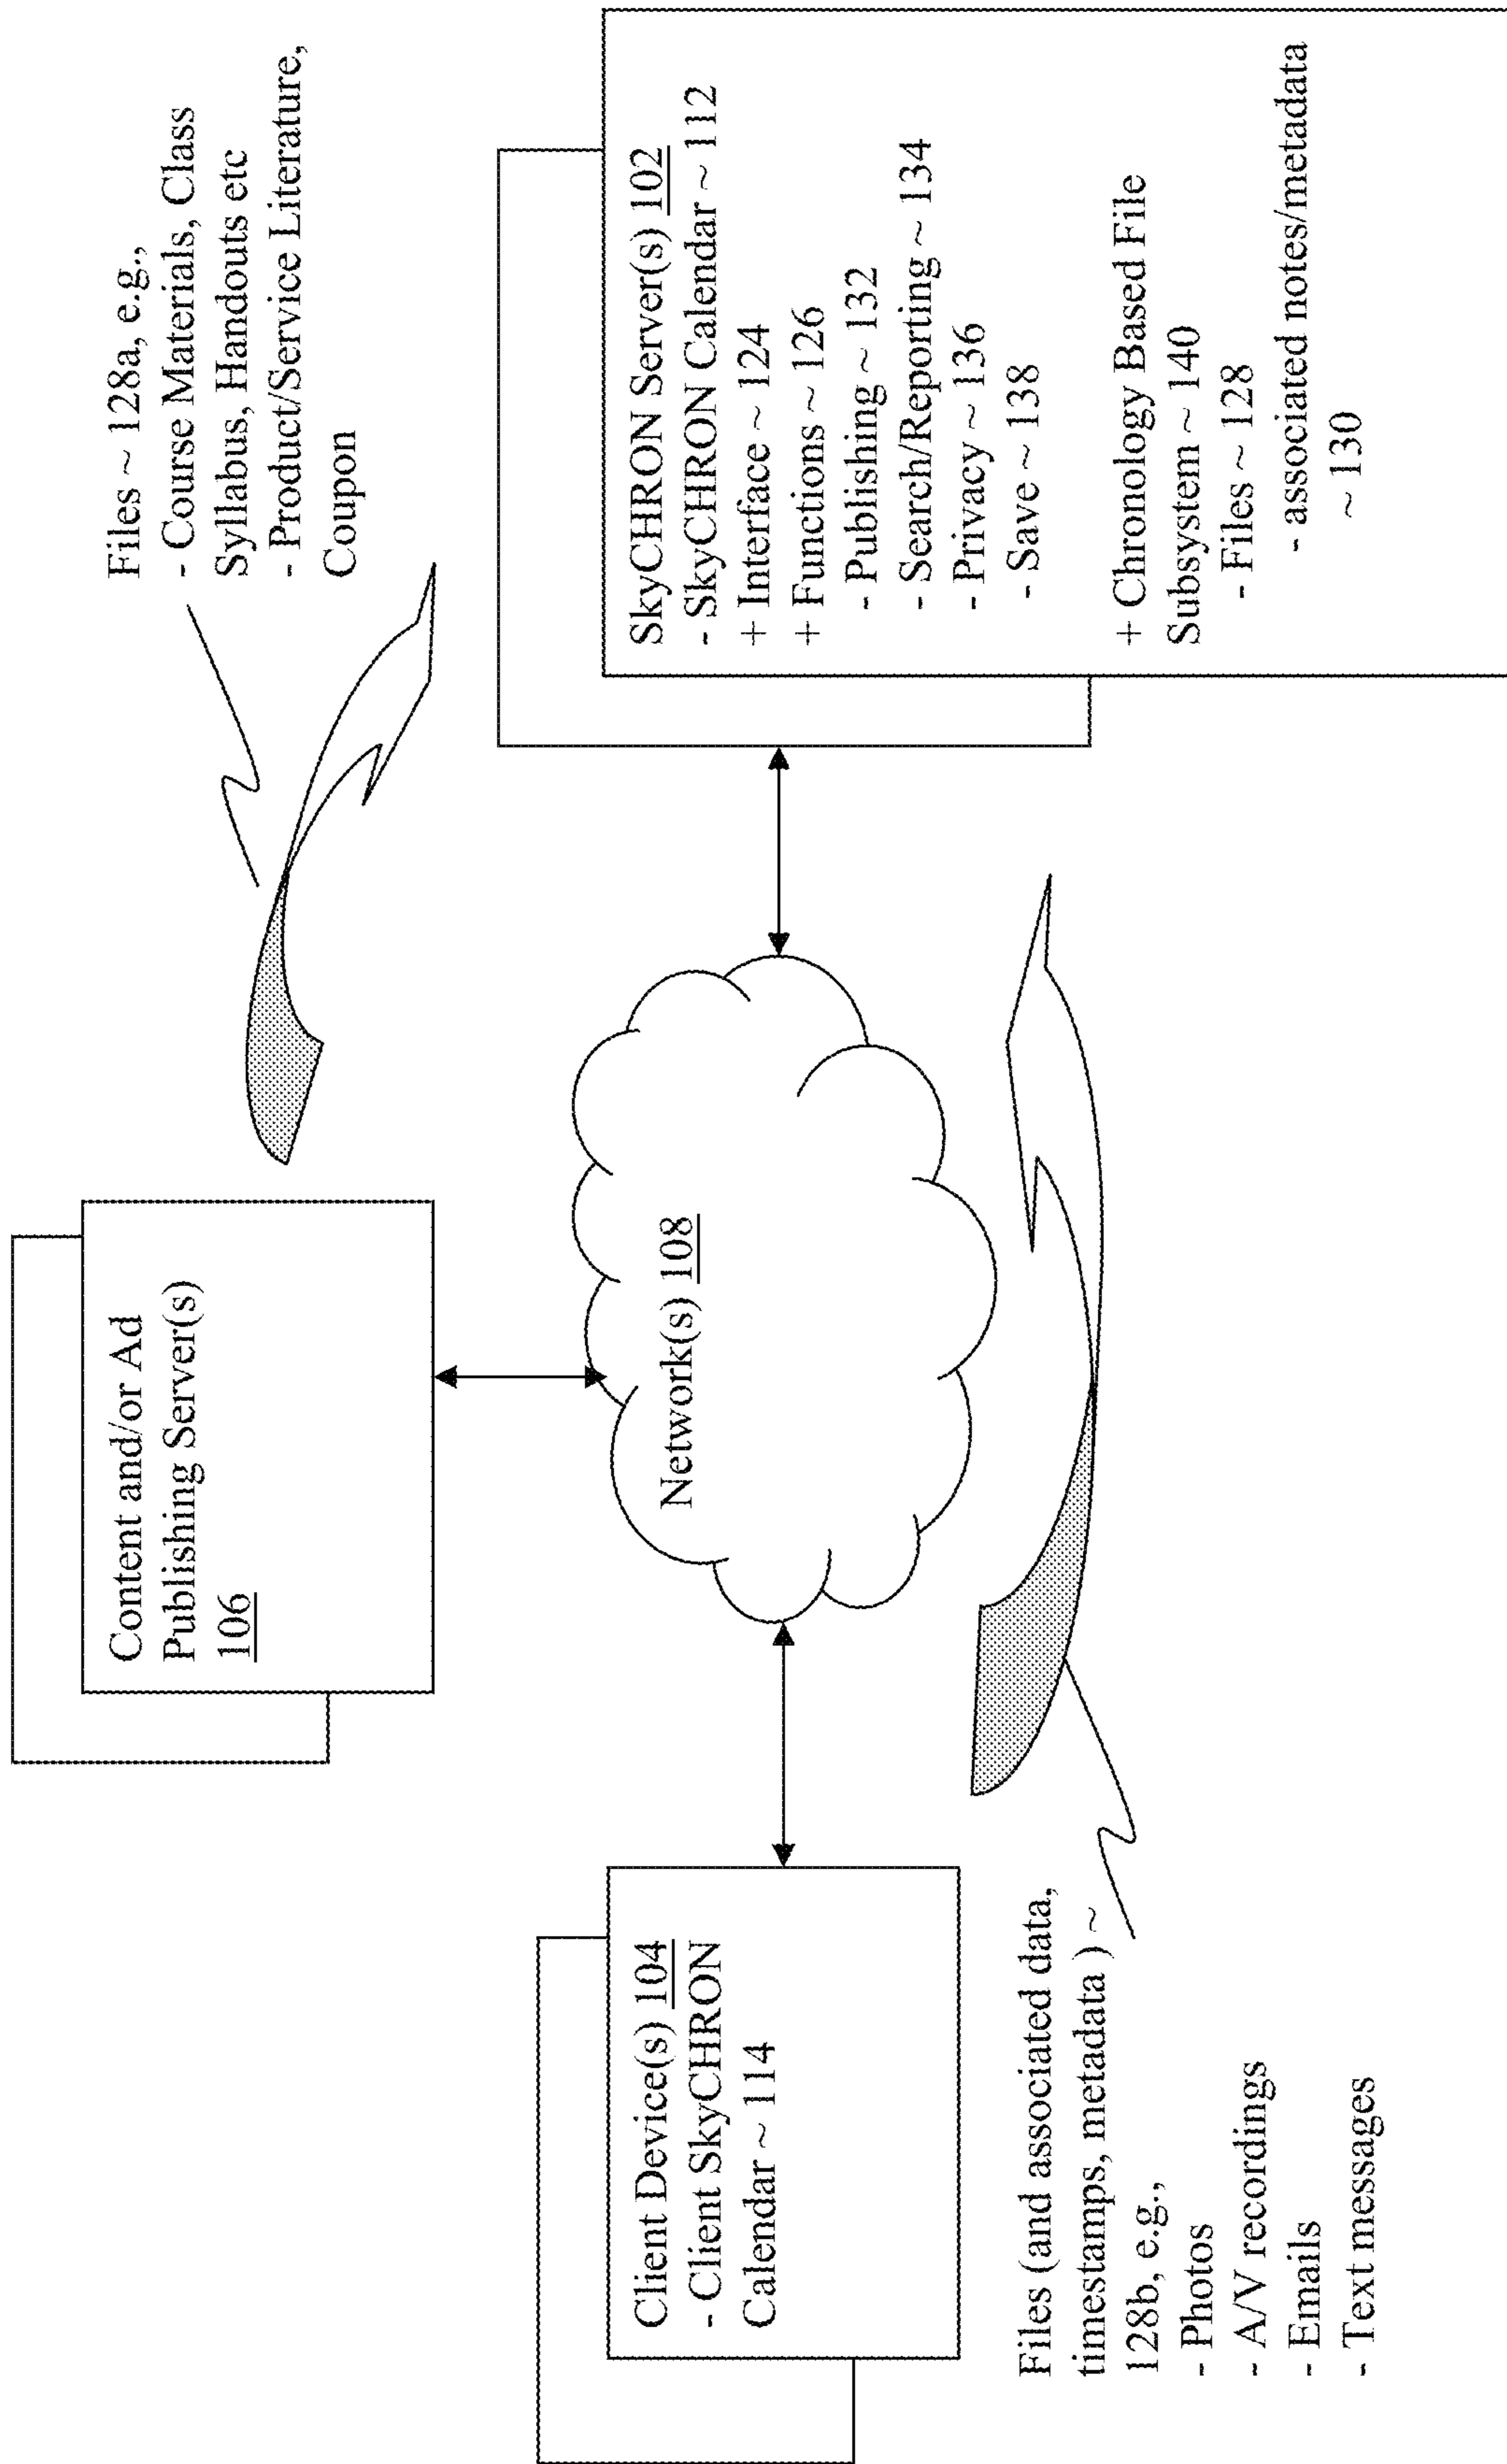 Content and/or Ad
Publishing Server(s)
106
Files ~ 128a, e.g.,
- Course Materials, Class
Syllabus, Handouts etc
- Product/Service Literature,
Coupon
Client Device(s) 104
- Client SkyCHRON
Calendar ~ 114
Network(s) 108
SkyCHRON Server(s) 102
- SkyCHRON Calendar ~ 112
+ Interface ~ 124
+ Functions ~ 126
- Publishing ~ 132
- Search/Reporting ~ 134
- Privacy ~ 136
- Save ~ 138
+ Chronology Based File
Subsystem ~ 140
- Files ~ 128
- associated notes/metadata
~ 130
Files (and associated data,
timestamps, metadata ) ~
128b, e.g.,
- Photos
- A/V recordings
- Emails
- Text messages